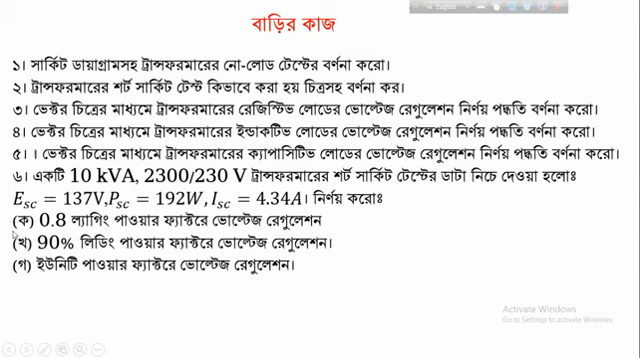 English
বাড়ির কাজ
১। সার্কিট ডায়াগ্রামসহ ট্রান্সফরমারের নো-লোড টেস্টের বর্ণনা করো।
২। ট্রান্সফরমারের শর্ট সার্কিট টেস্ট কিভাবে করা হয় চিত্রসহ বর্ণনা কর।
৩। ভেক্টর চিত্রের মাধ্যমে ট্রান্সফরমারের রেজিস্টিভ লোডের ভোল্টেজ রেগুলেশন নির্ণয় পদ্ধতি বর্ণনা করো।
৪। ভেক্টর চিত্রের মাধ্যমে ট্রান্সফরমারের ইন্ডাকটিভ লোডের ভোল্টেজ রেগুলেশন নির্ণয় পদ্ধতি বর্ণনা করো।
৫। । ভেক্টর চিত্রের মাধ্যমে ট্রান্সফরমারের ক্যাপাসিটিভ লোডের ভোল্টেজ রেগুলেশন নির্ণয় পদ্ধতি বর্ণনা করো।
৬। একটি 10 kVA, 2300/230 V ট্রান্সফরমারের শর্ট সার্কিট টেস্টের ডাটা নিচে দেওয়া হলোঃ
E_sc = 137V, P_sc = 192W, I_sc = 4.34A। নির্ণয় করোঃ
(ক) 0.8 ল্যাগিং পাওয়ার ফ্যাক্টরে ভোল্টেজ রেগুলেশন
(খ) 90% লিডিং পাওয়ার ফ্যাক্টরে ভোল্টেজ রেগুলেশন।
(গ) ইউনিটি পাওয়ার ফ্যাক্টরে ভোল্টেজ রেগুলেশন।
Activate Windows
Go to Settings to activate Windows.